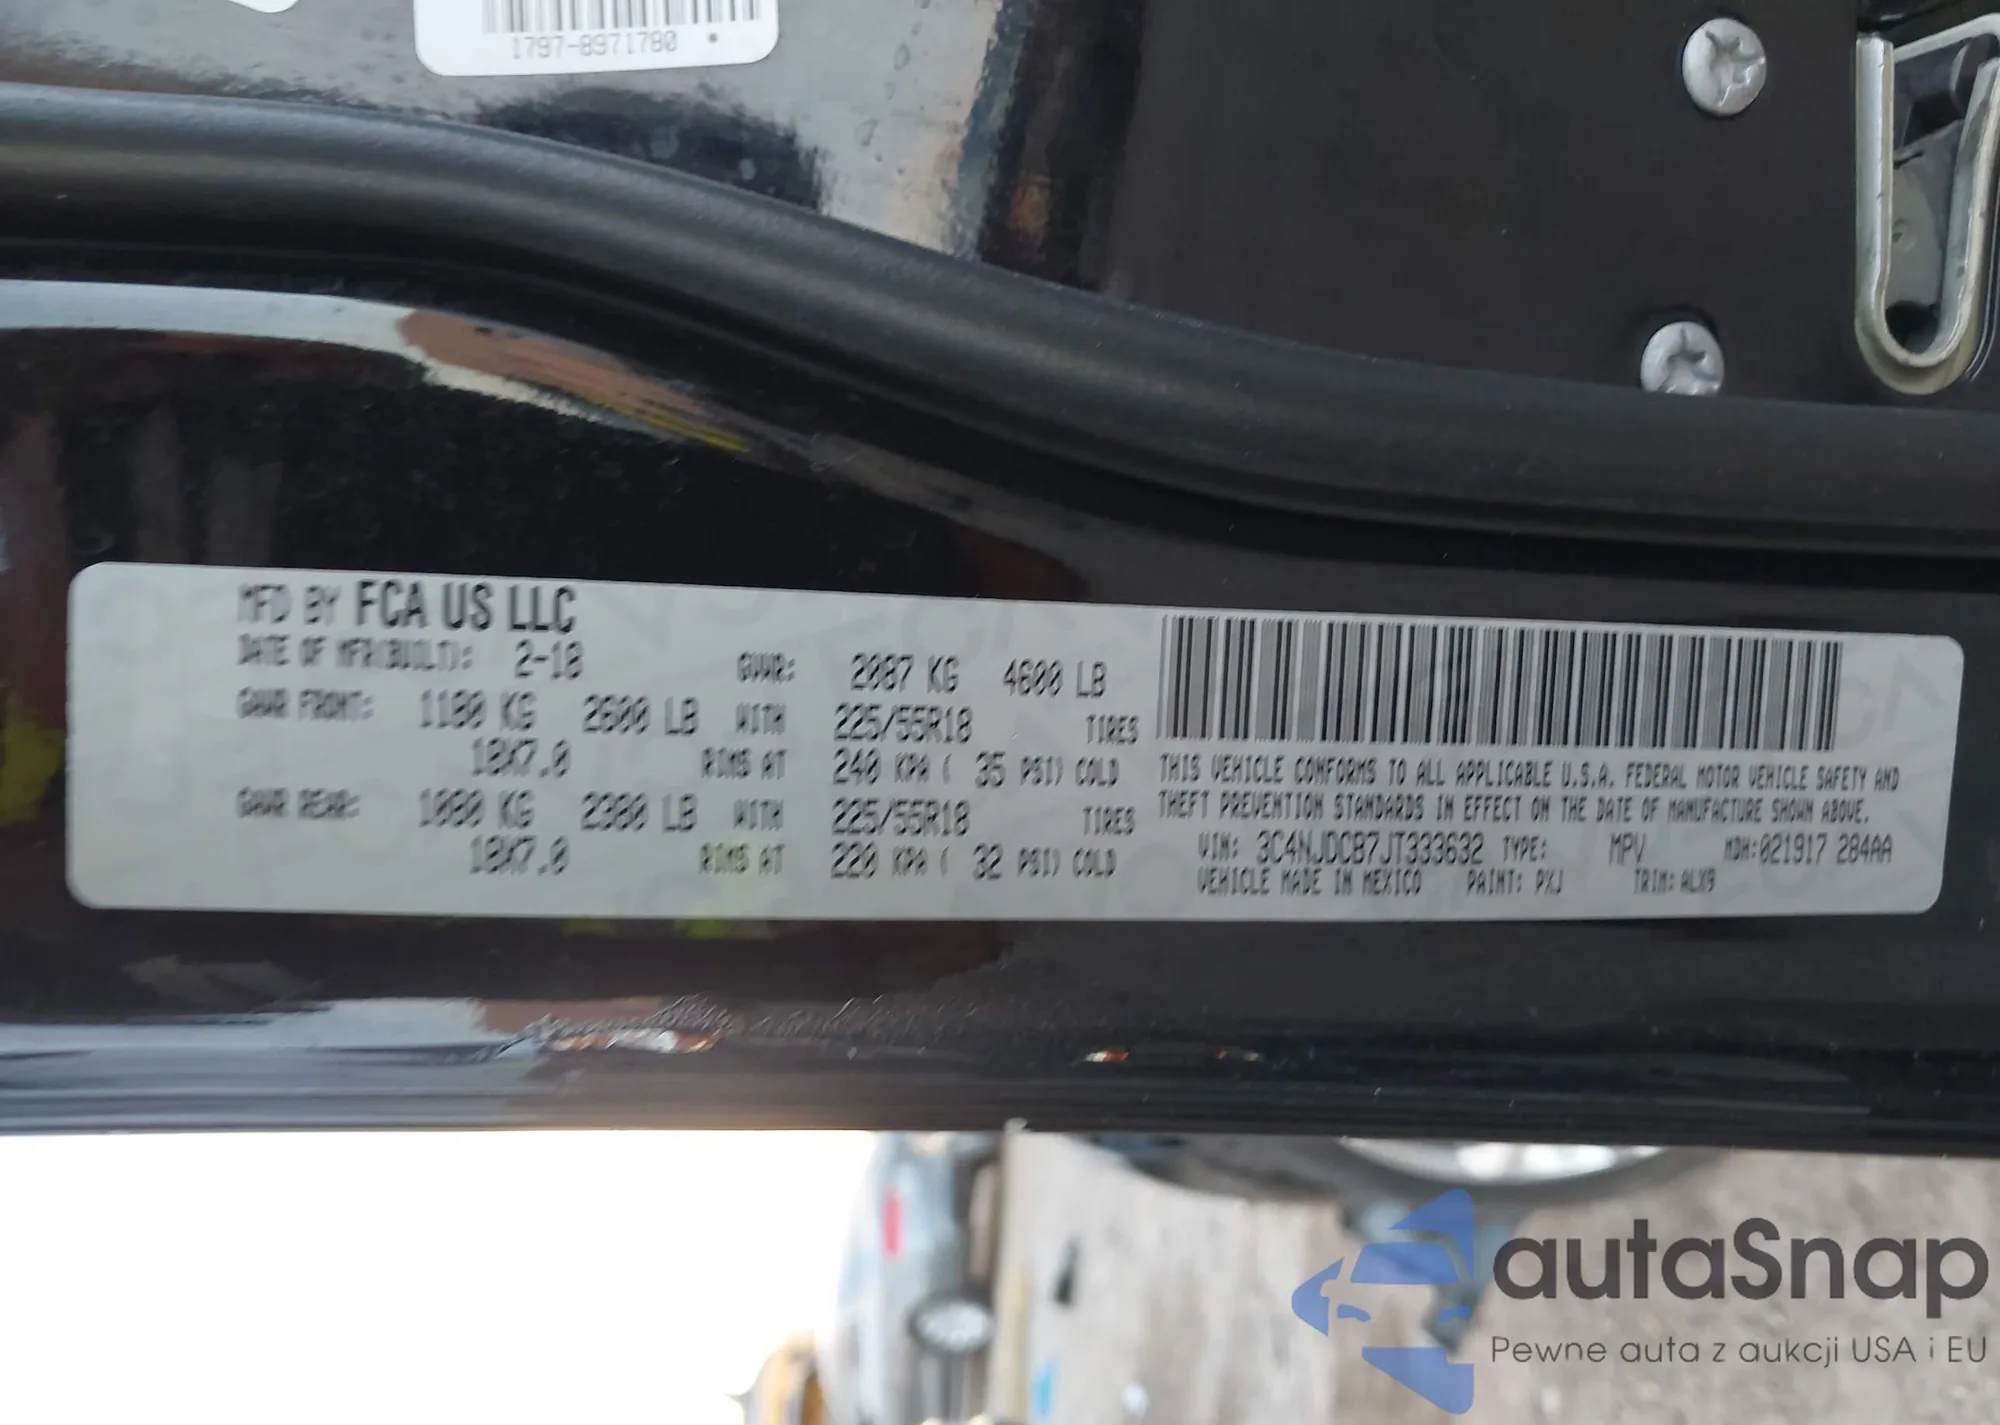 1797-8971780
MFD BY FCA US LLC
DATE OF MFR(BUILT): 2-18 GVWR: 2087 KG 4600 LB
GAWR FRONT: 1180 KG 2600 LB WITH 225/55R18 TIRES
18X7.0 RIMS AT 240 KPA ( 35 PSI) COLD
GAWR REAR: 1080 KG 2380 LB WITH 225/55R18 TIRES
18X7.0 RIMS AT 220 KPA ( 32 PSI) COLD
THIS VEHICLE CONFORMS TO ALL APPLICABLE U.S.A. FEDERAL MOTOR VEHICLE SAFETY AND
THEFT PREVENTION STANDARDS IN EFFECT ON THE DATE OF MANUFACTURE SHOWN ABOVE.
VIN: 3C4NJDCB7JT333632 TYPE: MPV MDH:021917 284AA
VEHICLE MADE IN MEXICO PAINT: PXJ TRIM: ALX9
autaSnap
Pewne auta z aukcji USA i EU